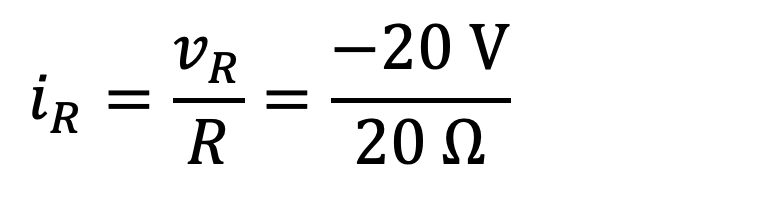 i_R = v_R / R = −20 V / 20 Ω